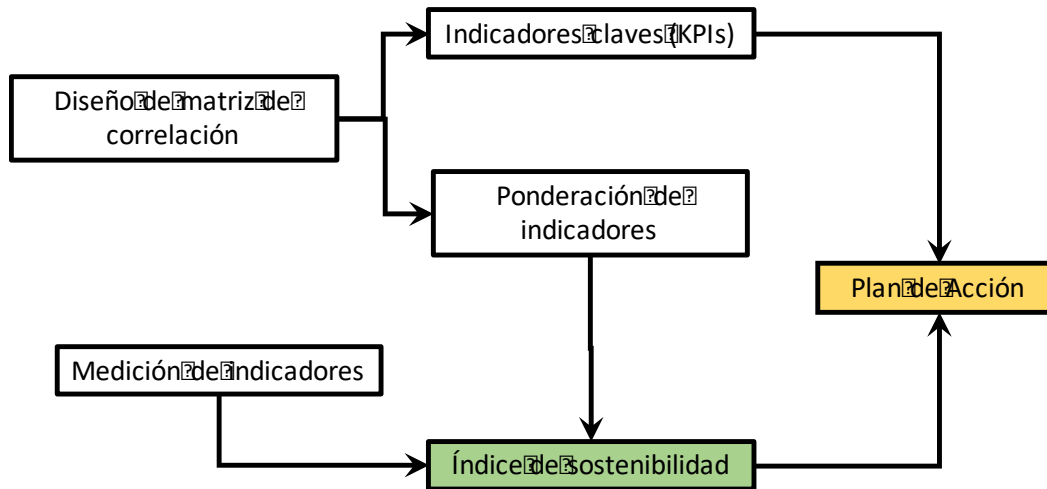 Indicadores claves (KPIs)
Diseño de matriz de
correlación
Ponderación de
indicadores
Plan de Acción
Medición de indicadores
Índice de sostenibilidad